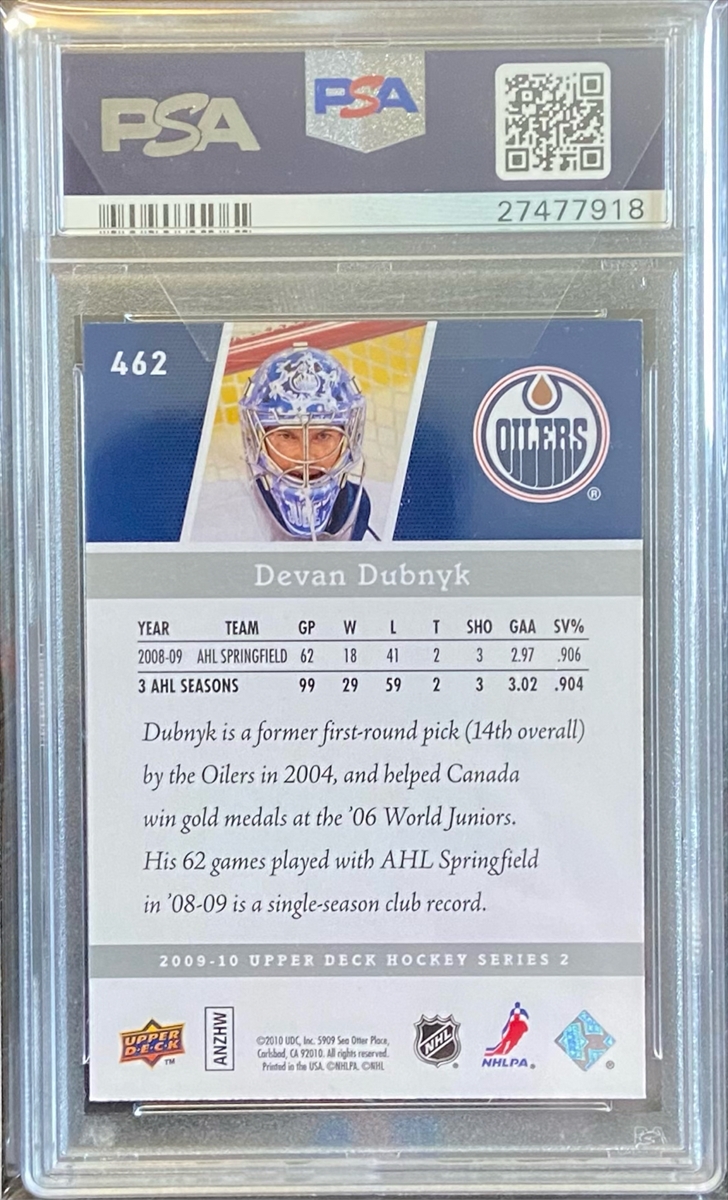 PSA
PSA
27477918
462
OILERS
®
Devan Dubnyk
YEAR TEAM GP W L T SHO GAA SV%
2008-09 AHL SPRINGFIELD 62 18 41 2 3 2.97 .906
3 AHL SEASONS 99 29 59 2 3 3.02 .904
Dubnyk is a former first-round pick (14th overall)
by the Oilers in 2004, and helped Canada
win gold medals at the '06 World Juniors.
His 62 games played with AHL Springfield
in '08-09 is a single-season club record.
2009-10 UPPER DECK HOCKEY SERIES 2
UPPER
DECK
TM
ANZHW
©2010 UDC, Inc. 5909 Sea Otter Place,
Carlsbad, CA 92010. All rights reserved.
Printed in the USA. ©NHLPA. ©NHL
NHL
®
NHLPA®
®
PSA